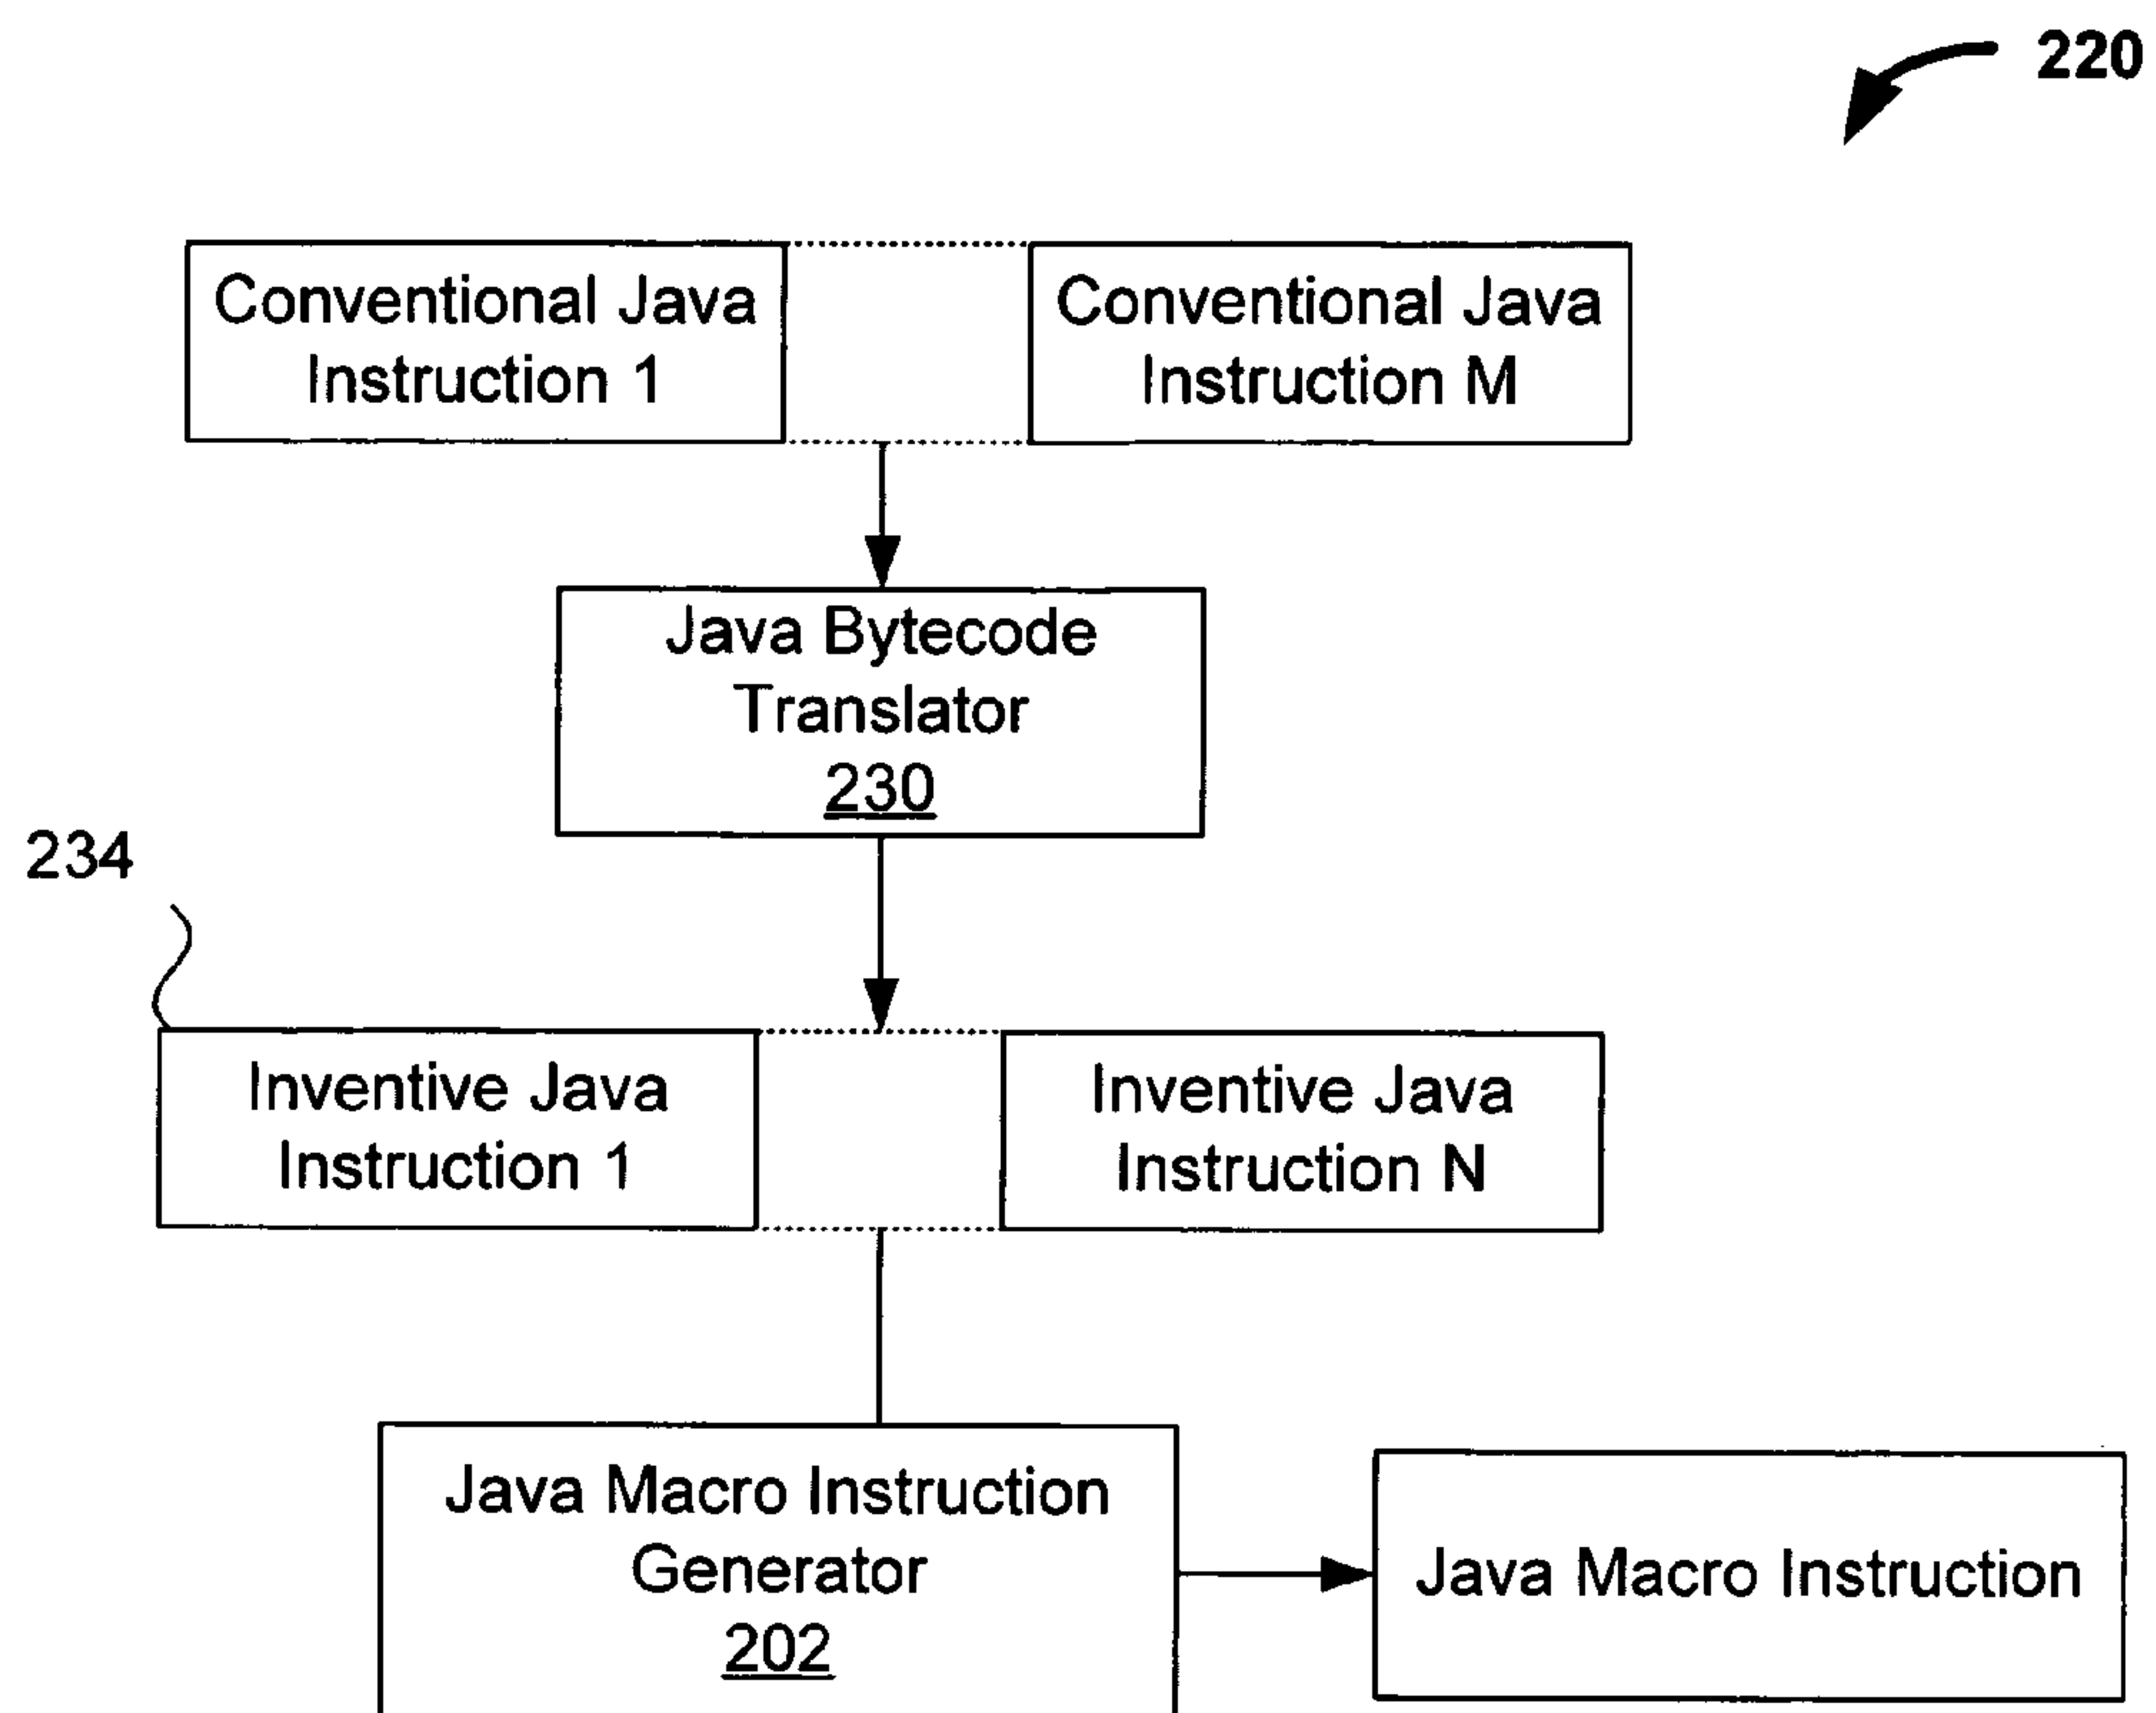 220
Conventional Java
Instruction 1
Conventional Java
Instruction M
Java Bytecode
Translator
230
234
Inventive Java
Instruction 1
Inventive Java
Instruction N
Java Macro Instruction
Generator
202
Java Macro Instruction